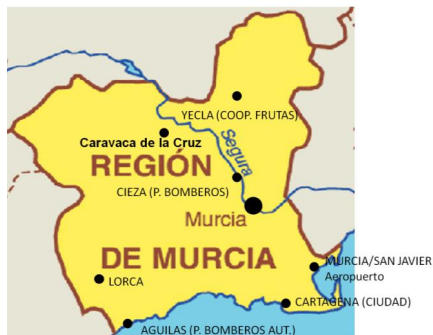 YECLA (COOP. FRUTAS)
Segura
Caravaca de la Cruz
REGIÓN
CIEZA (P. BOMBEROS)
Murcia
DE MURCIA
MURCIA/SAN JAVIER
Aeropuerto
LORCA
CARTAGENA (CIUDAD)
AGUILAS (P. BOMBEROS AUT.)